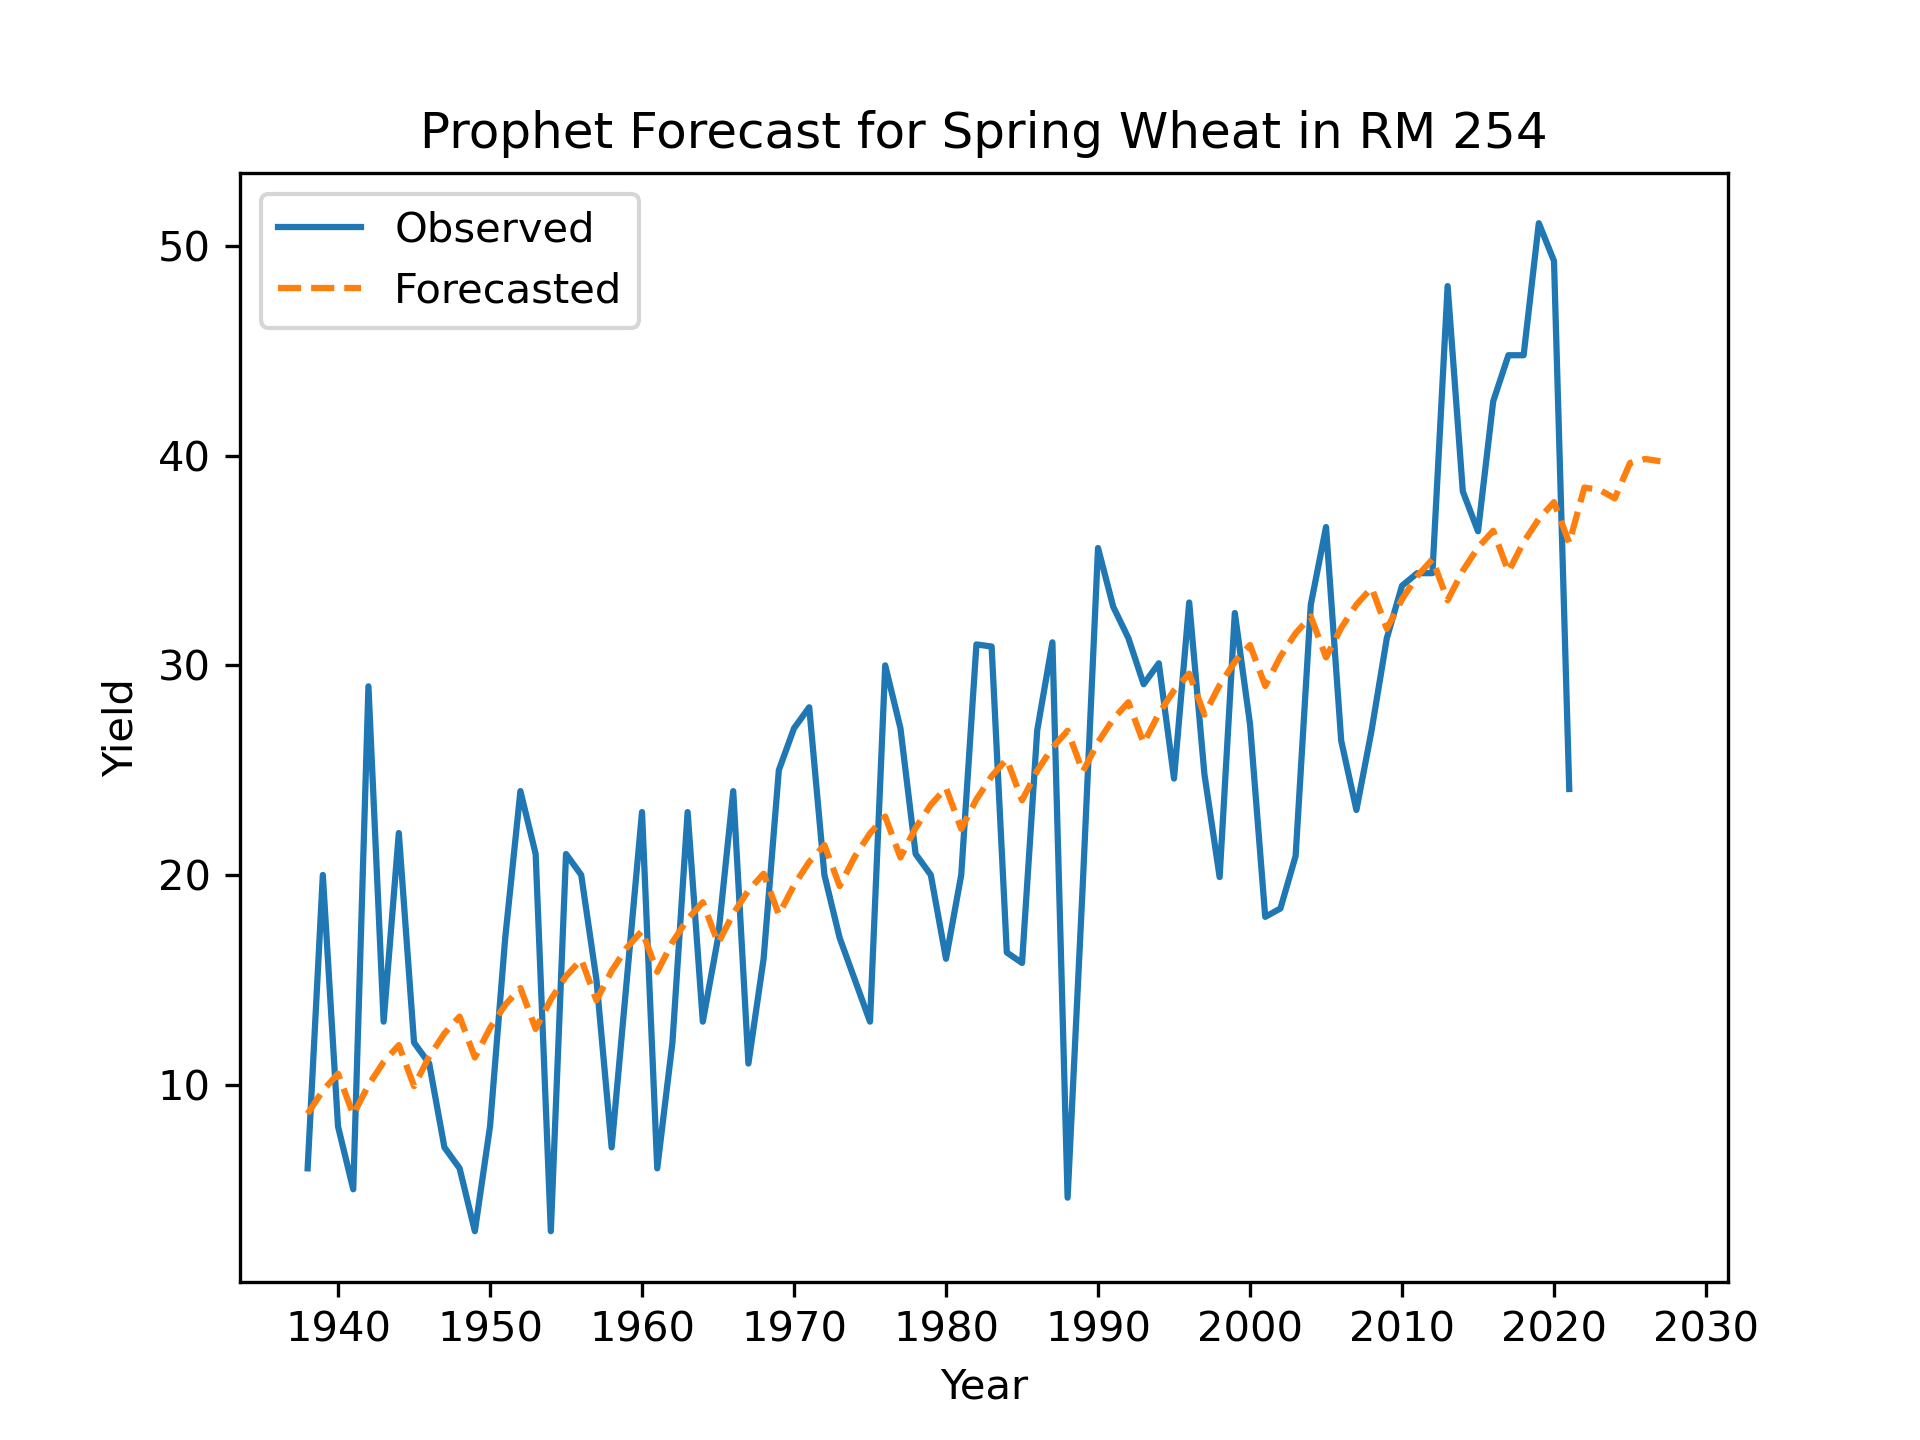 Prophet Forecast for Spring Wheat in RM 254
Observed
Forecasted
50
40
30
20
10
Yield
1940 1950 1960 1970 1980 1990 2000 2010 2020 2030
Year